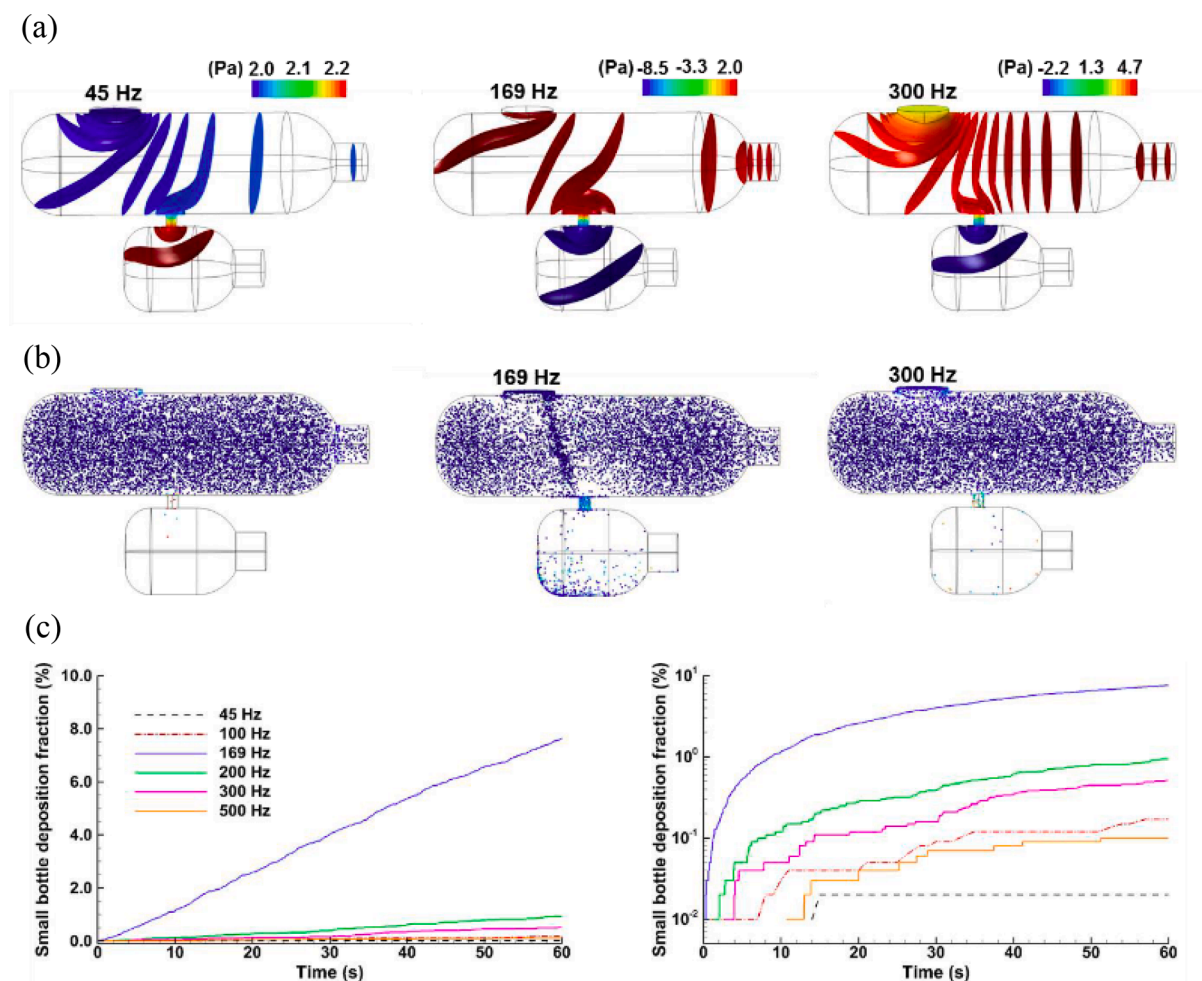 (a)
(Pa) 2.0 2.1 2.2
45 Hz
(Pa) -8.5 -3.3 2.0
169 Hz
(Pa) -2.2 1.3 4.7
300 Hz
(b)
169 Hz
300 Hz
(c)
Small bottle deposition fraction (%)
10.0
8.0
6.0
4.0
2.0
0.0
0 10 20 30 40 50 60
Time (s)
45 Hz
100 Hz
169 Hz
200 Hz
300 Hz
500 Hz
Small bottle deposition fraction (%)
10¹
10⁰
10⁻¹
10⁻²
0 10 20 30 40 50 60
Time (s)